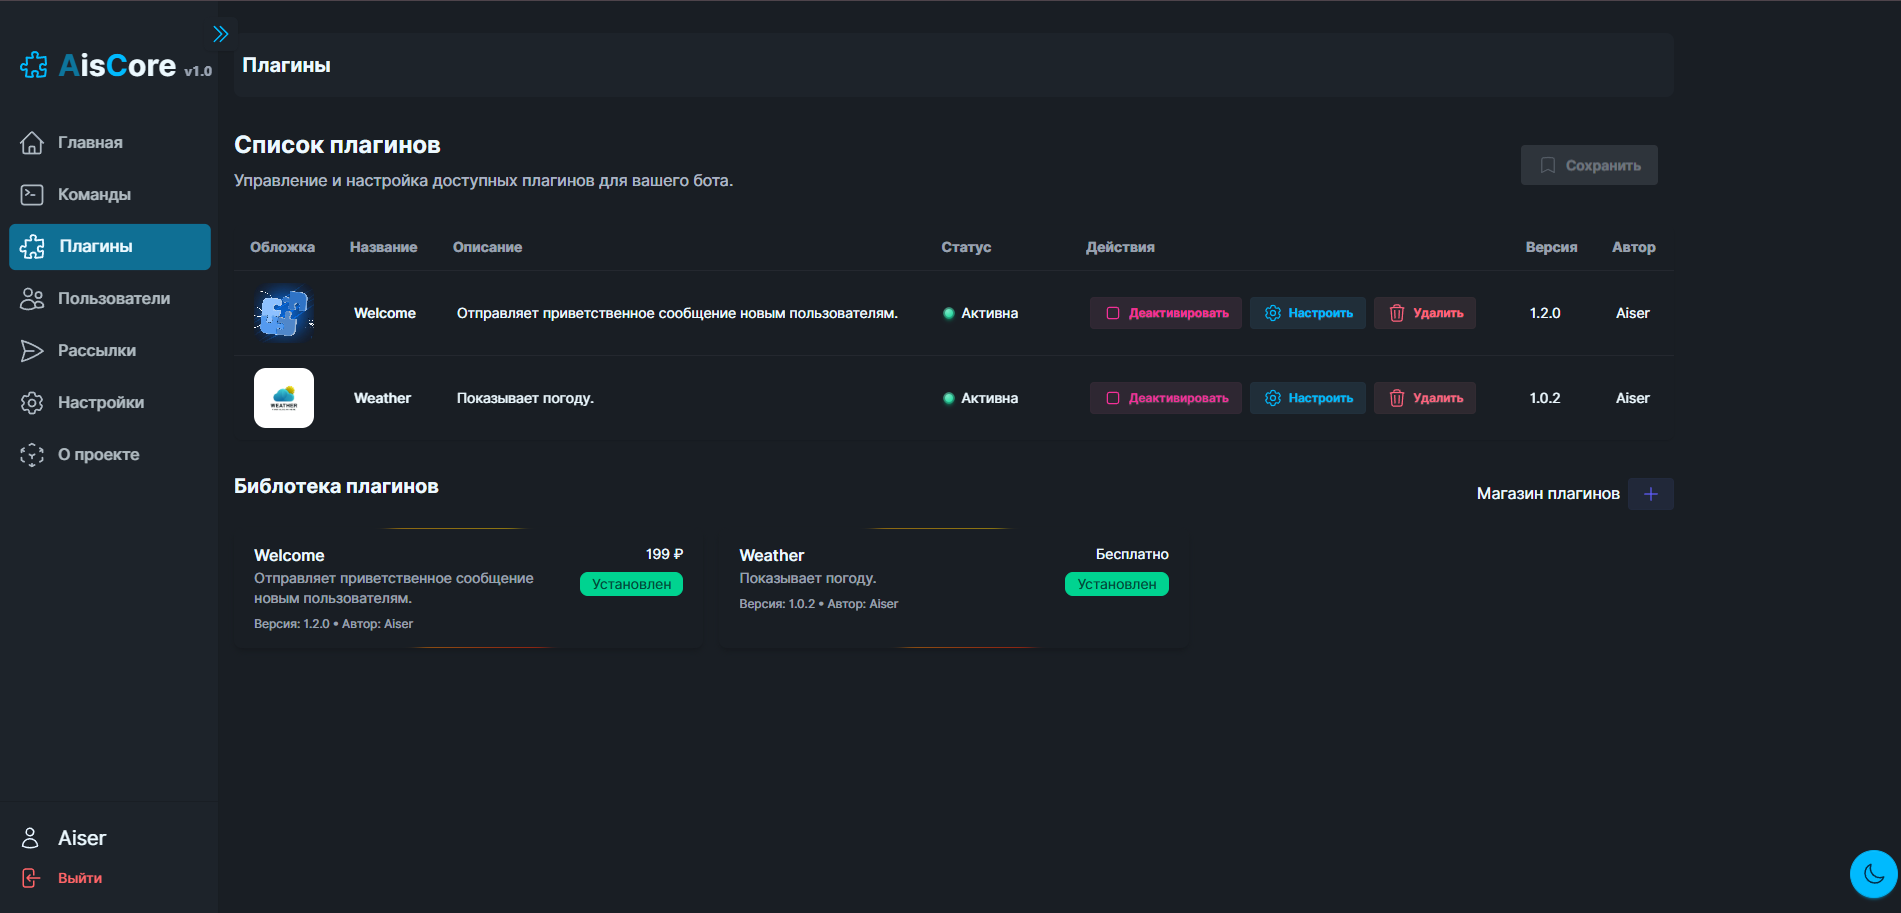 AisCore v1.0
Главная
Команды
Плагины
Пользователи
Рассылки
Настройки
О проекте
Aiser
Выйти
Плагины
Список плагинов
Управление и настройка доступных плагинов для вашего бота.
Сохранить
Обложка Название Описание Статус Действия Версия Автор
Welcome Отправляет приветственное сообщение новым пользователям. Активна Деактивировать Настроить Удалить 1.2.0 Aiser
WEATHER
Weather Показывает погоду. Активна Деактивировать Настроить Удалить 1.0.2 Aiser
Библотека плагинов
Магазин плагинов
Welcome 199 ₽
Отправляет приветственное сообщение
новым пользователям.
Установлен
Версия: 1.2.0 • Автор: Aiser
Weather Бесплатно
Показывает погоду.
Установлен
Версия: 1.0.2 • Автор: Aiser